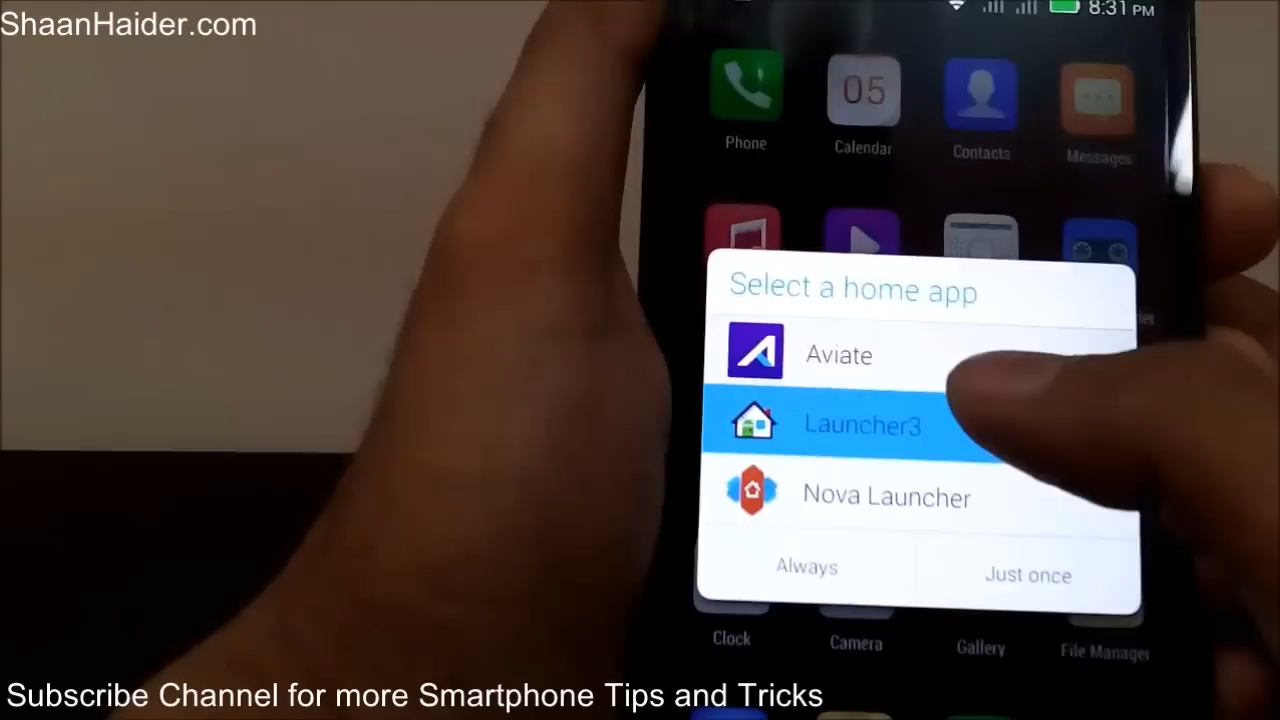 ShaanHaider.com
8:31 PM
Phone
05
Calendar
Contacts
Messages
Select a home app
Aviate
Launcher3
Nova Launcher
Always
Just once
Clock
Camera
Gallery
File Manager
Subscribe Channel for more Smartphone Tips and Tricks